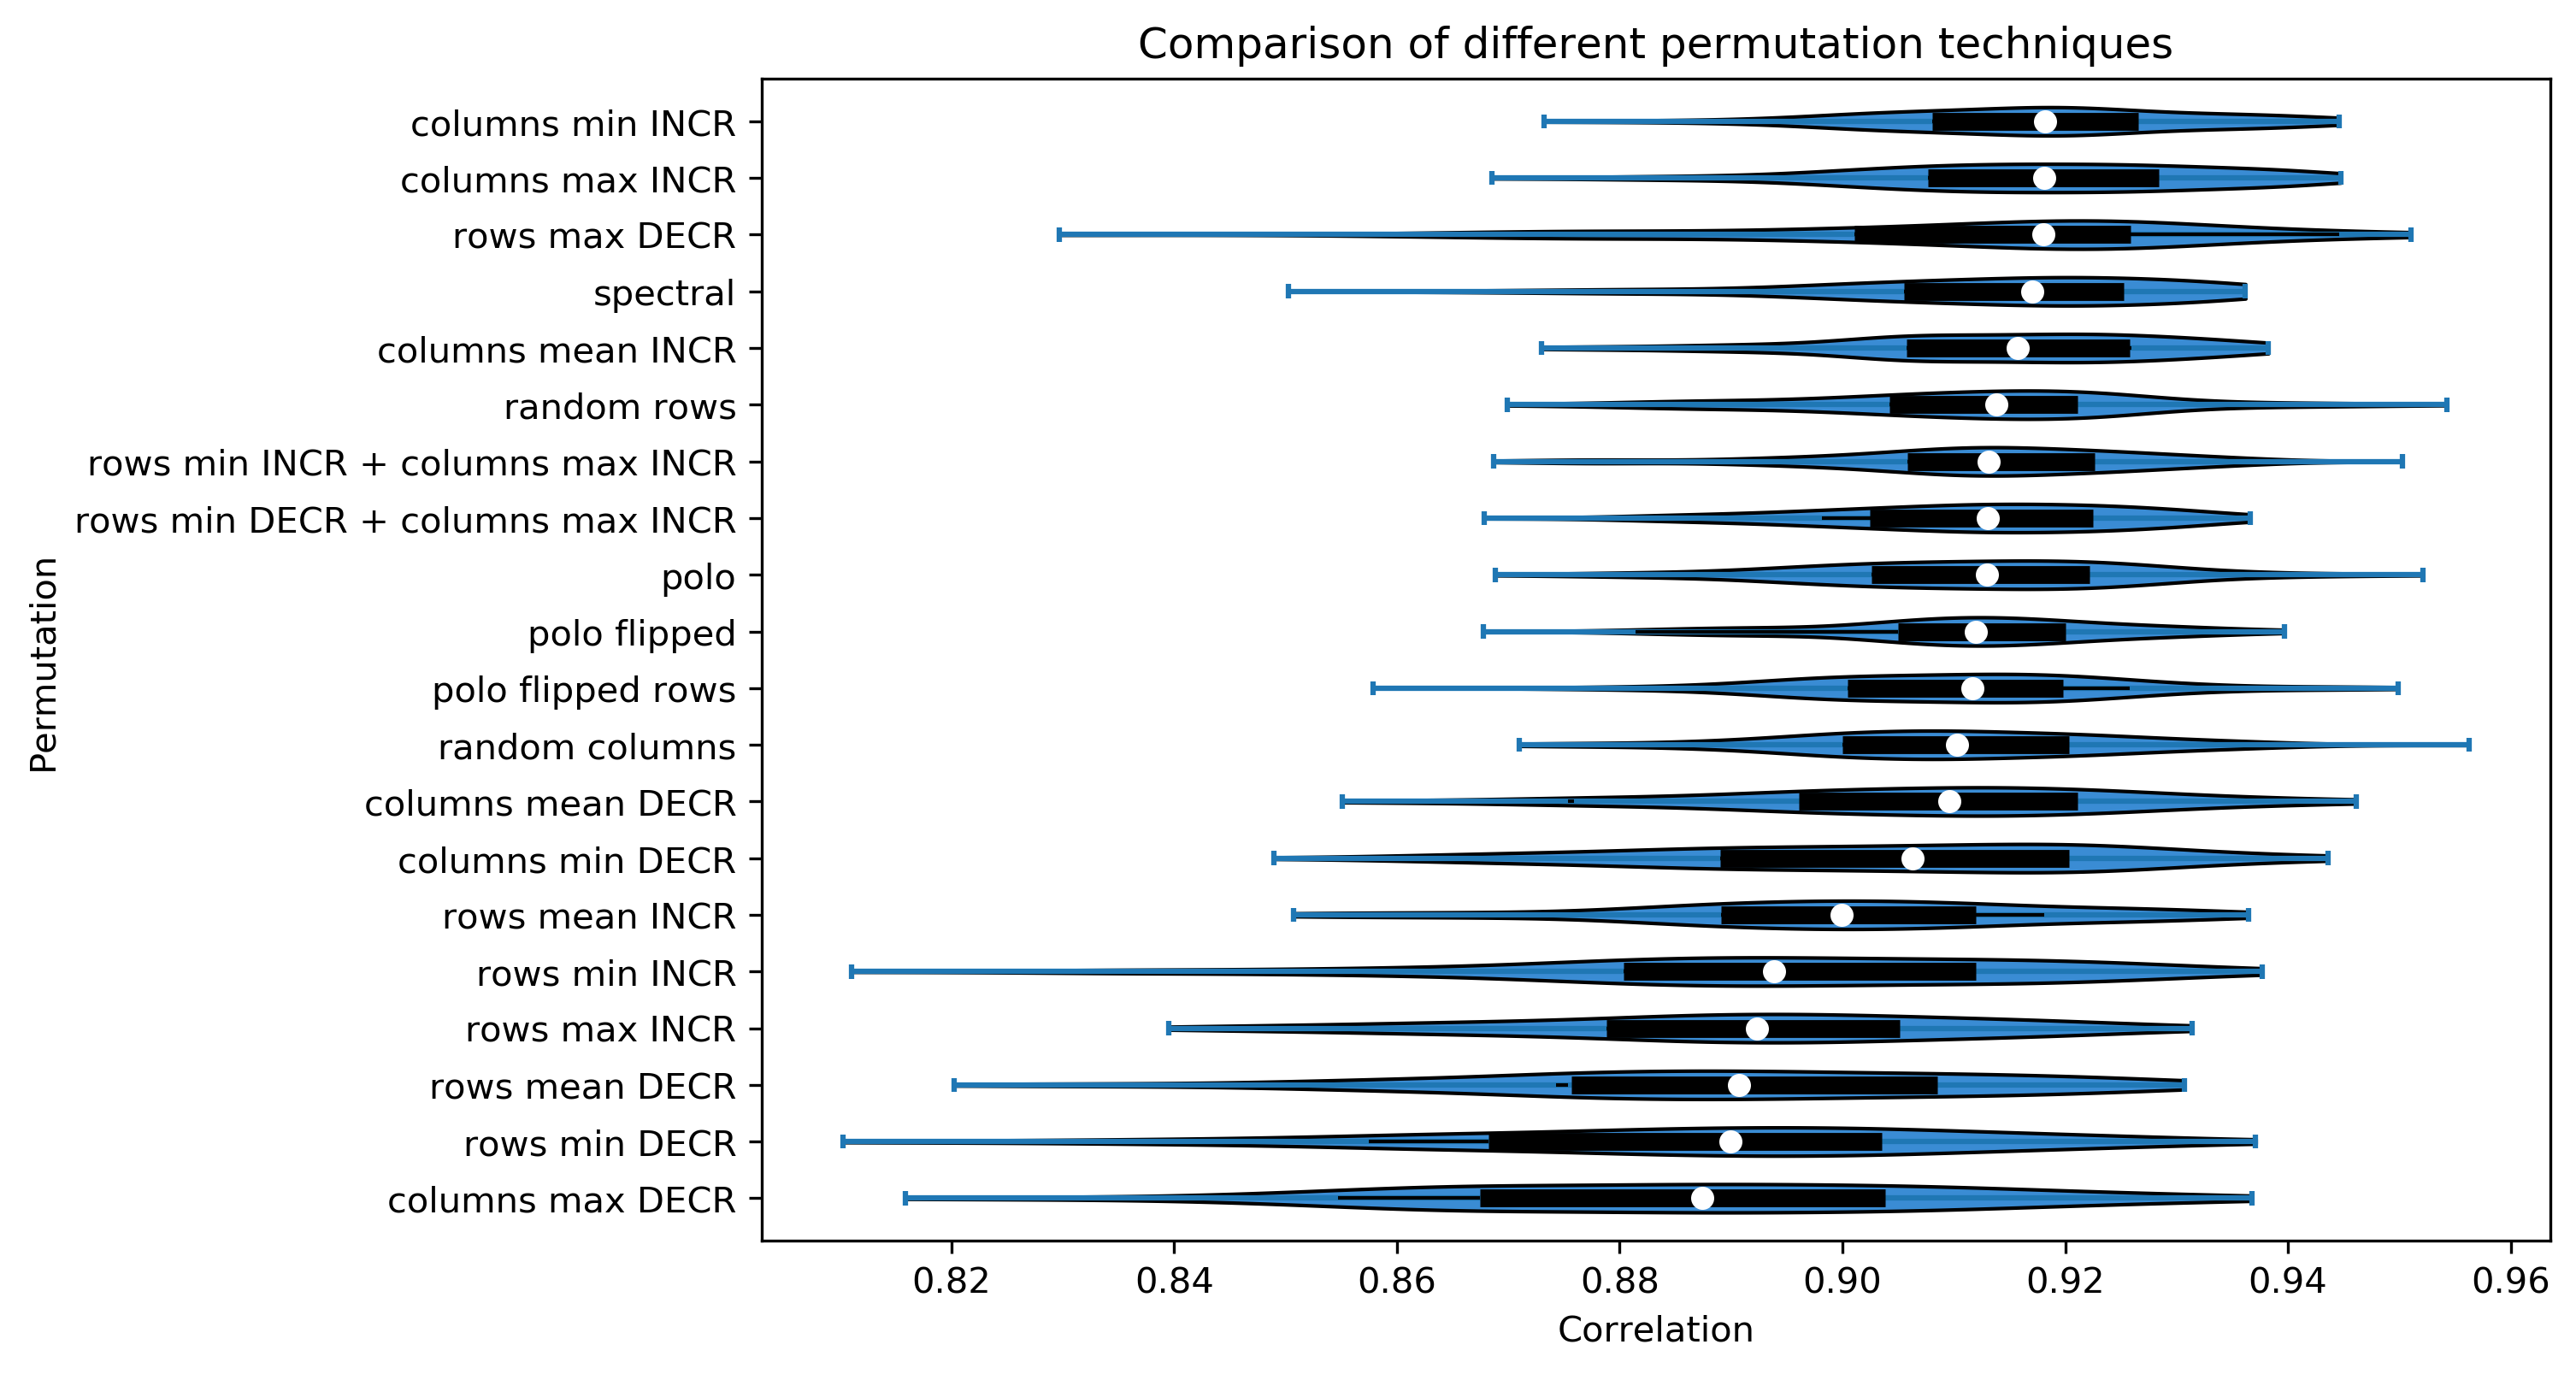 Comparison of different permutation techniques
Permutation
columns min INCR
columns max INCR
rows max DECR
spectral
columns mean INCR
random rows
rows min INCR + columns max INCR
rows min DECR + columns max INCR
polo
polo flipped
polo flipped rows
random columns
columns mean DECR
columns min DECR
rows mean INCR
rows min INCR
rows max INCR
rows mean DECR
rows min DECR
columns max DECR
0.82 0.84 0.86 0.88 0.90 0.92 0.94 0.96
Correlation